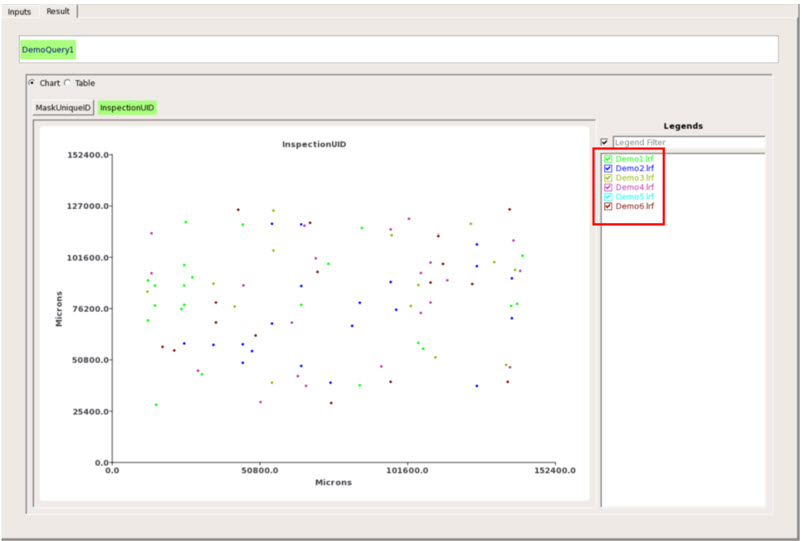 Inputs Result
DemoQuery1
Chart Table
MaskUniqueID InspectionUID
Legends
Legend Filter
Demo1.lrf
Demo2.lrf
Demo3.lrf
Demo4.lrf
Demo5.lrf
Demo6.lrf
InspectionUID
152400.0
127000.0
101600.0
76200.0
50800.0
25400.0
0.0
Microns
0.0 50800.0 101600.0 152400.0
Microns